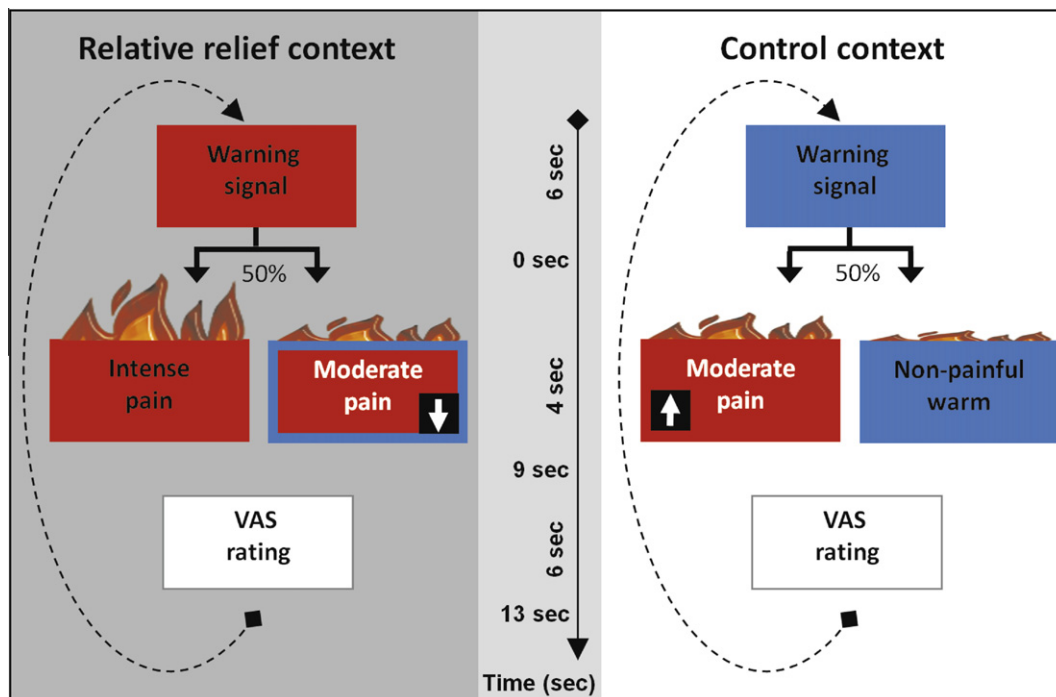 Relative relief context
Warning
signal
50%
Intense
pain
Moderate
pain
VAS
rating
6 sec
0 sec
4 sec
9 sec
6 sec
13 sec
Time (sec)
Control context
Warning
signal
50%
Moderate
pain
Non-painful
warm
VAS
rating